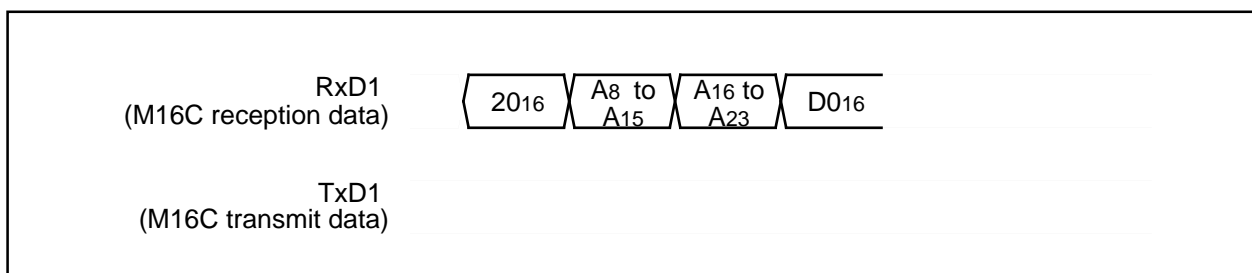 RxD1
(M16C reception data)
2016
A8 to
A15
A16 to
A23
D016
TxD1
(M16C transmit data)